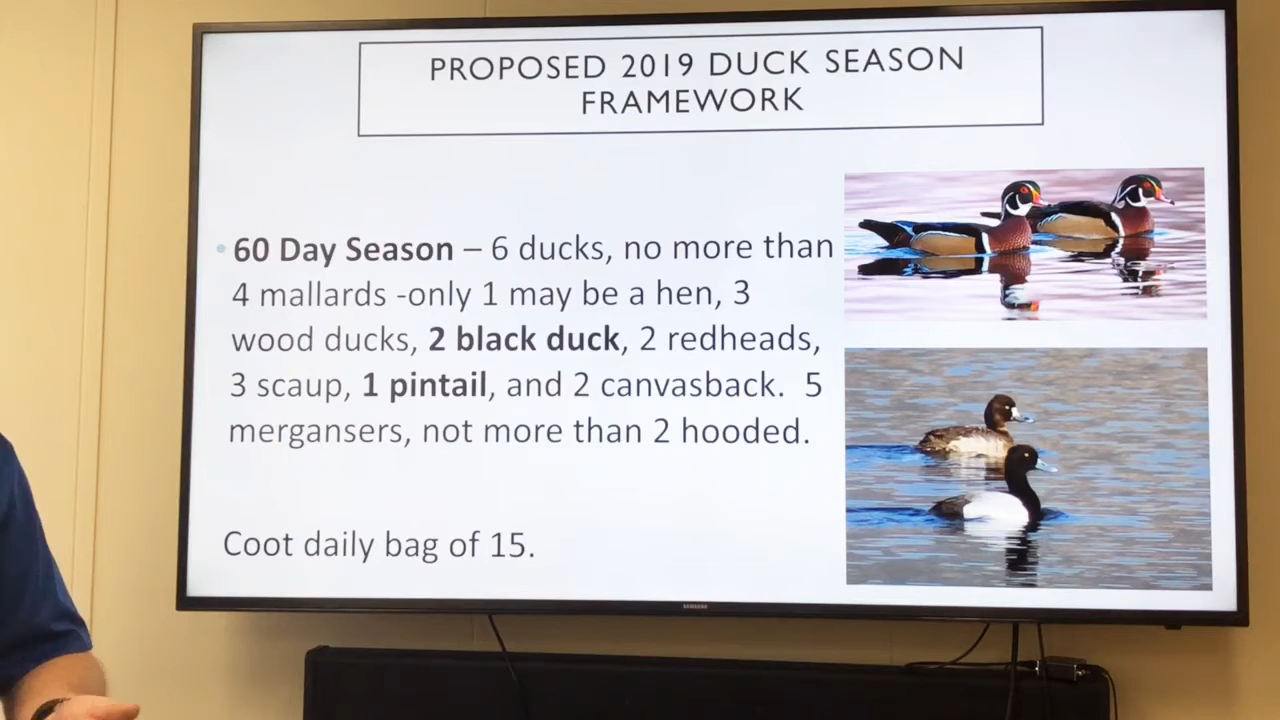 PROPOSED 2019 DUCK SEASON
FRAMEWORK
• 60 Day Season – 6 ducks, no more than
4 mallards -only 1 may be a hen, 3
wood ducks, 2 black duck, 2 redheads,
3 scaup, 1 pintail, and 2 canvasback. 5
mergansers, not more than 2 hooded.
Coot daily bag of 15.
SAMSUNG